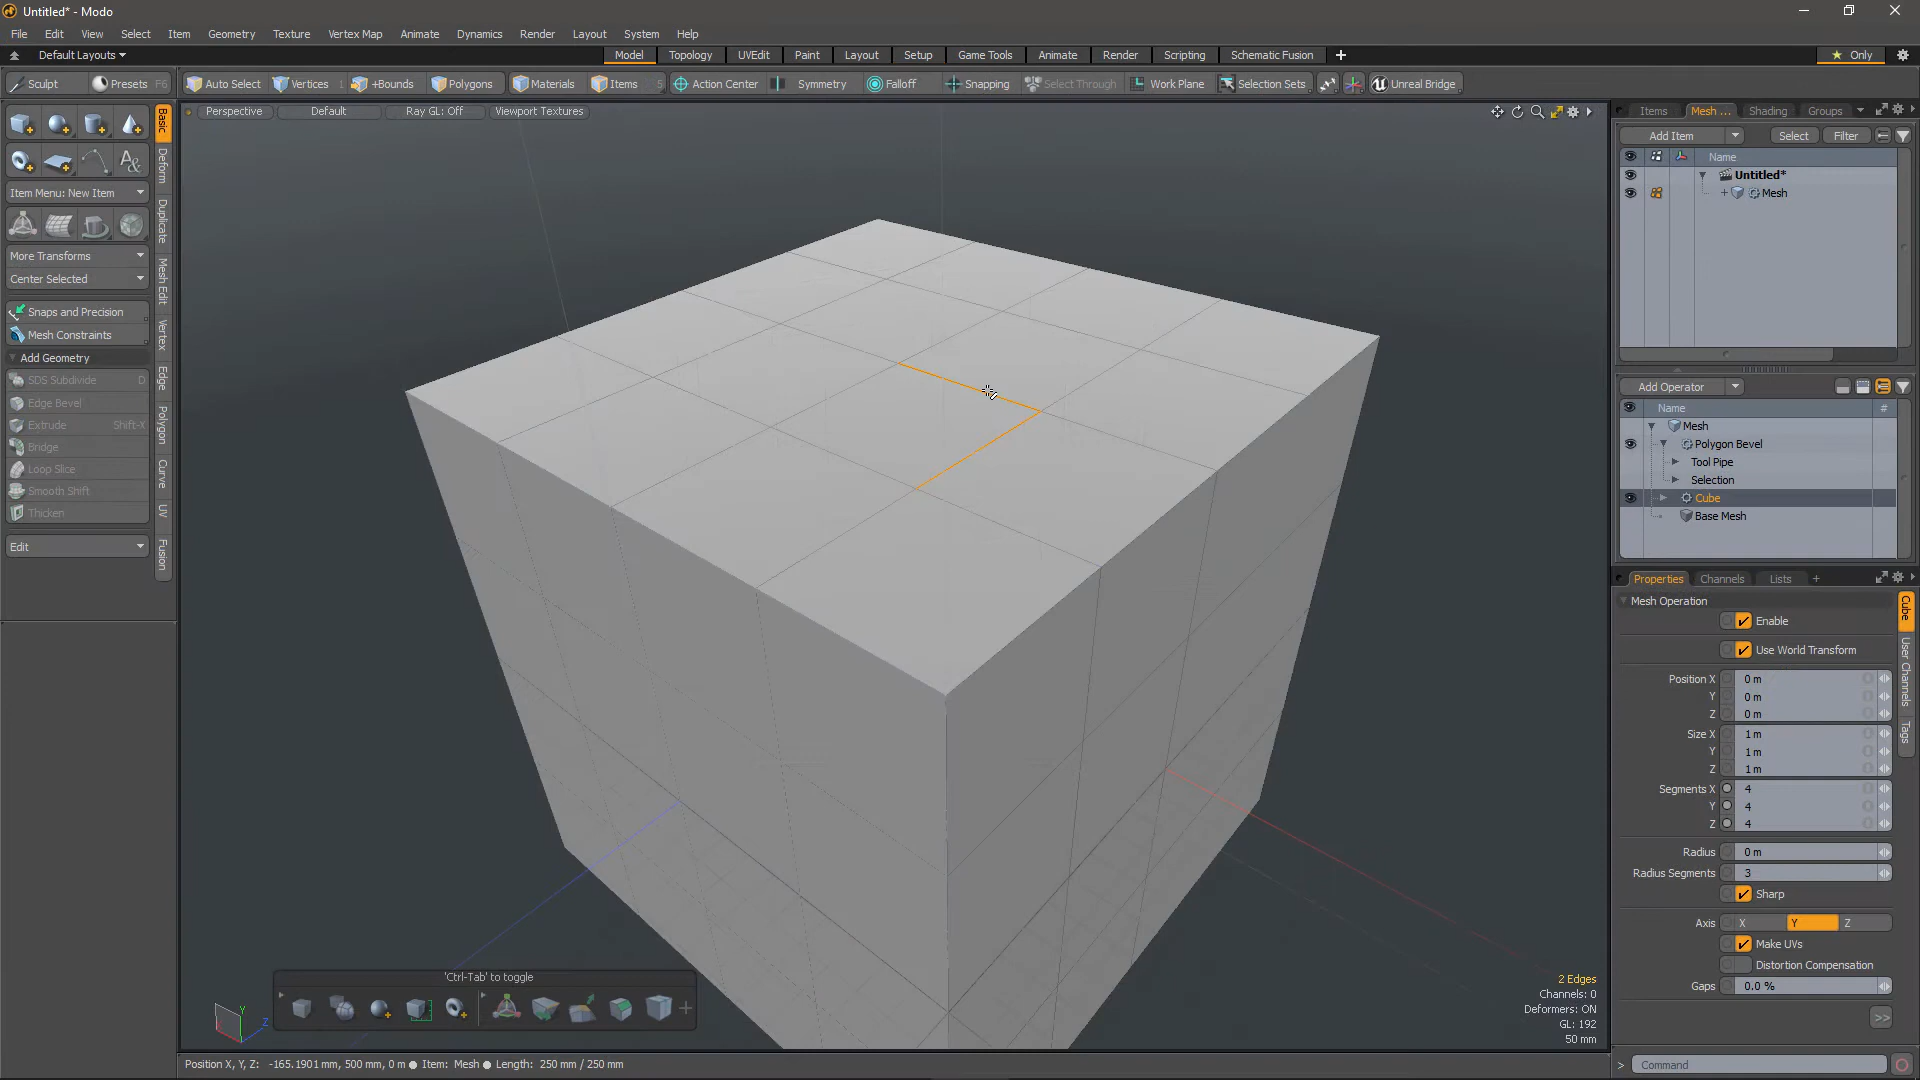 Untitled* - Modo
File Edit View Select Item Geometry Texture Vertex Map Animate Dynamics Render Layout System Help
Default Layouts Model Topology UVEdit Paint Layout Setup Game Tools Animate Render Scripting Schematic Fusion Only
Sculpt Presets F6 Auto Select Vertices 1 +Bounds Polygons Materials Items 5 Action Center Symmetry Falloff Snapping Select Through Work Plane Selection Sets Unreal Bridge
Perspective Default Ray GL: Off Viewport Textures
Basic
Deform
Duplicate
Mesh Edit
Vertex
Edge
Polygon
Curve
UV
Fusion
Item Menu: New Item
More Transforms
Center Selected
Snaps and Precision
Mesh Constraints
Add Geometry
SDS Subdivide D
Edge Bevel
Extrude Shift-X
Bridge
Loop Slice
Smooth Shift
Thicken
Edit
'Ctrl-Tab' to toggle
Y
Z
2 Edges
Channels: 0
Deformers: ON
GL: 192
50 mm
Position X, Y, Z: -165.1901 mm, 500 mm, 0 m Item: Mesh Length: 250 mm / 250 mm
Items Mesh ... Shading Groups
Add Item Select Filter
Name
Untitled*
Mesh
Add Operator
Name #
Mesh
Polygon Bevel
Tool Pipe
Selection
Cube
Base Mesh
Properties Channels Lists +
Mesh Operation
Enable
Use World Transform
Position X 0 m
Y 0 m
Z 0 m
Size X 1 m
Y 1 m
Z 1 m
Segments X 4
Y 4
Z 4
Radius 0 m
Radius Segments 3
Sharp
Axis X Y Z
Make UVs
Distortion Compensation
Gaps 0.0 %
>>
Cube
User Channels
Tags
> Command